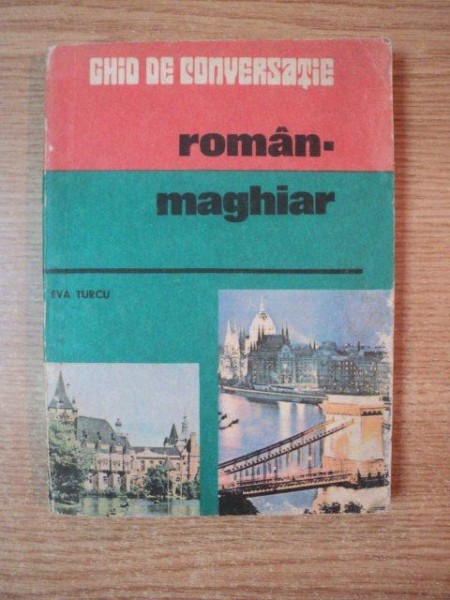 GHID DE CONVERSAȚIE
român-
maghiar
EVA TURCU